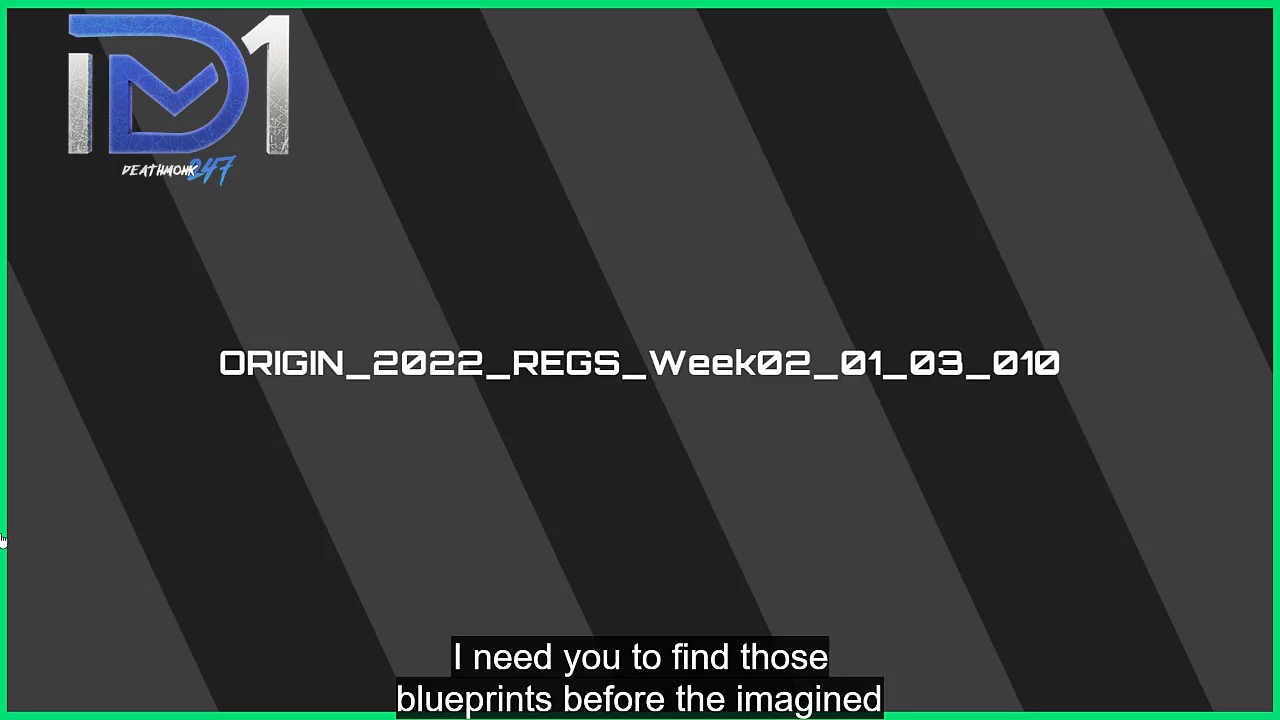 DEATHMONK247
ORIGIN_2022_REGS_Week02_01_03_010
I need you to find those
blueprints before the imagined